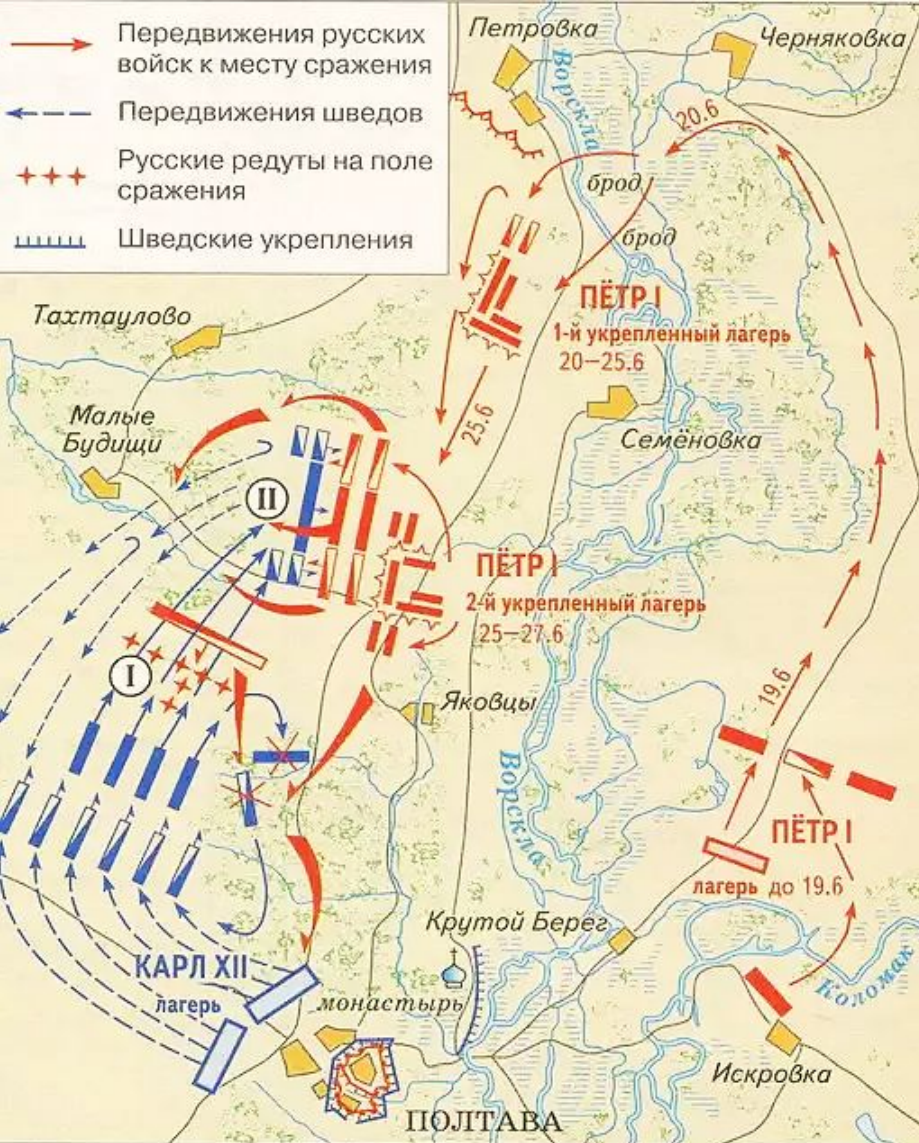 Передвижения русских
войск к месту сражения
Передвижения шведов
Русские редуты на поле
сражения
Шведские укрепления
Петровка
Черняковка
Ворскла
20.6
брод
брод
ПЁТР I
1-й укрепленный лагерь
20–25.6
Тахтаулово
25.6
Малые
Будищи
Семёновка
II
ПЁТР I
2-й укрепленный лагерь
25–27.6
I
19.6
Яковцы
Ворскла
ПЁТР I
лагерь до 19.6
Крутой Берег
КАРЛ XII
лагерь
монастырь
Коломак
Искровка
ПОЛТАВА